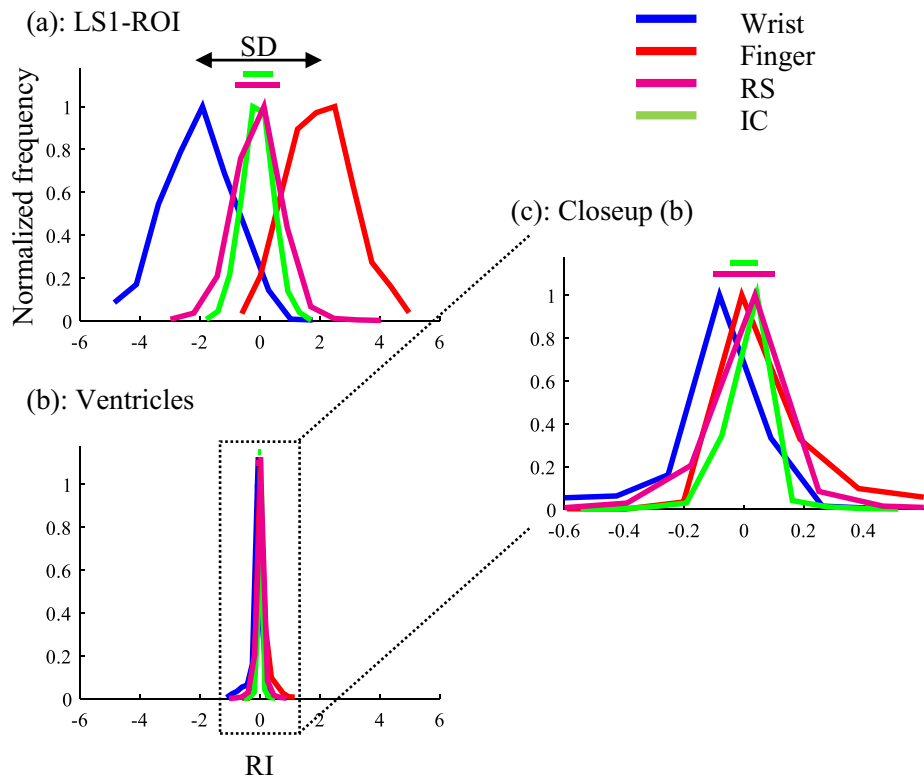 (a): LS1-ROI
SD
Wrist
Finger
RS
IC
Normalized frequency
1
0.8
0.6
0.4
0.2
0
-6 -4 -2 0 2 4 6
(c): Closeup (b)
1
0.8
0.6
0.4
0.2
0
-0.6 -0.4 -0.2 0 0.2 0.4
(b): Ventricles
1
0.8
0.6
0.4
0.2
0
-6 -4 -2 0 2 4 6
RI